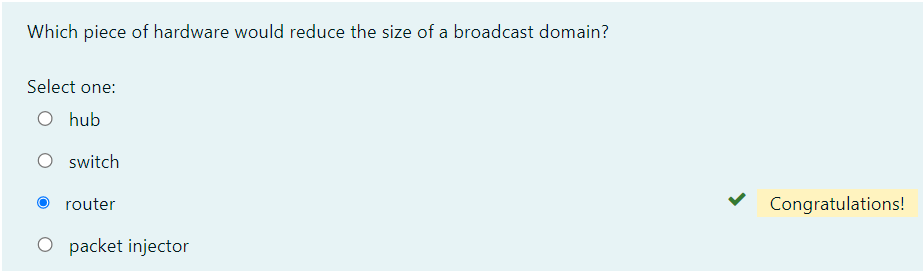 Which piece of hardware would reduce the size of a broadcast domain?
Select one:
hub
switch
router
Congratulations!
packet injector